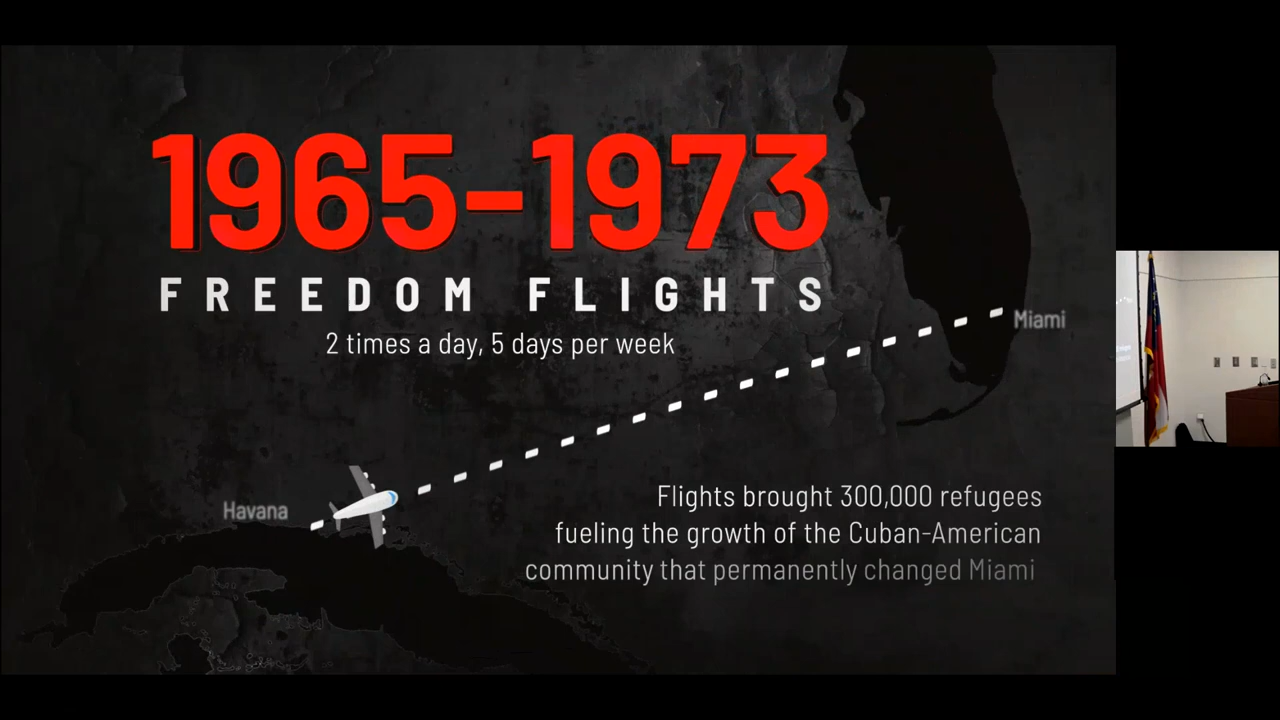 1965-1973
FREEDOM FLIGHTS
2 times a day, 5 days per week
Miami
Havana
Flights brought 300,000 refugees
fueling the growth of the Cuban-American
community that permanently changed Miami